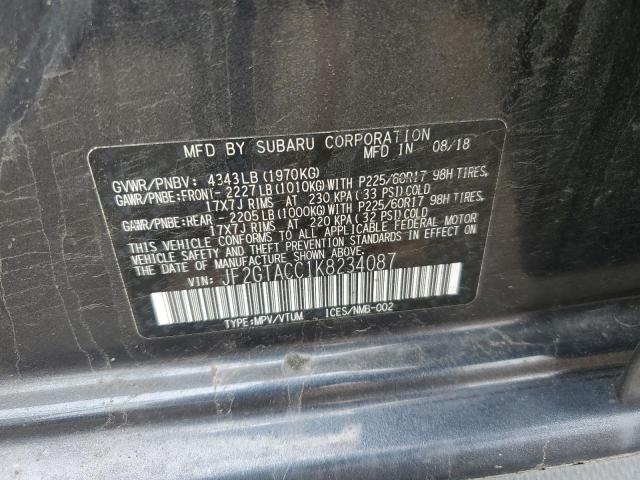 MFD BY SUBARU CORPORATION
MFD IN 08/18
GVWR/PNBV: 4343LB (1970KG)
GAWR/PNBE:FRONT- 2227LB (1010KG)WITH P225/60R17 98H TIRES,
17X7J RIMS AT 230 KPA (33 PSI)COLD
GAWR/PNBE:REAR - 2205LB (1000KG)WITH P225/60R17 98H TIRES,
17X7J RIMS AT 220 KPA (32 PSI)COLD
THIS VEHICLE CONFORMS TO ALL APPLICABLE FEDERAL MOTOR
VEHICLE SAFETY AND THEFT PREVENTION STANDARDS IN EFFECT ON
THE DATE OF MANUFACTURE SHOWN ABOVE.
VIN: JF2GTACC1K8234087
TYPE:MPV/VTUM ICES/NMB-002